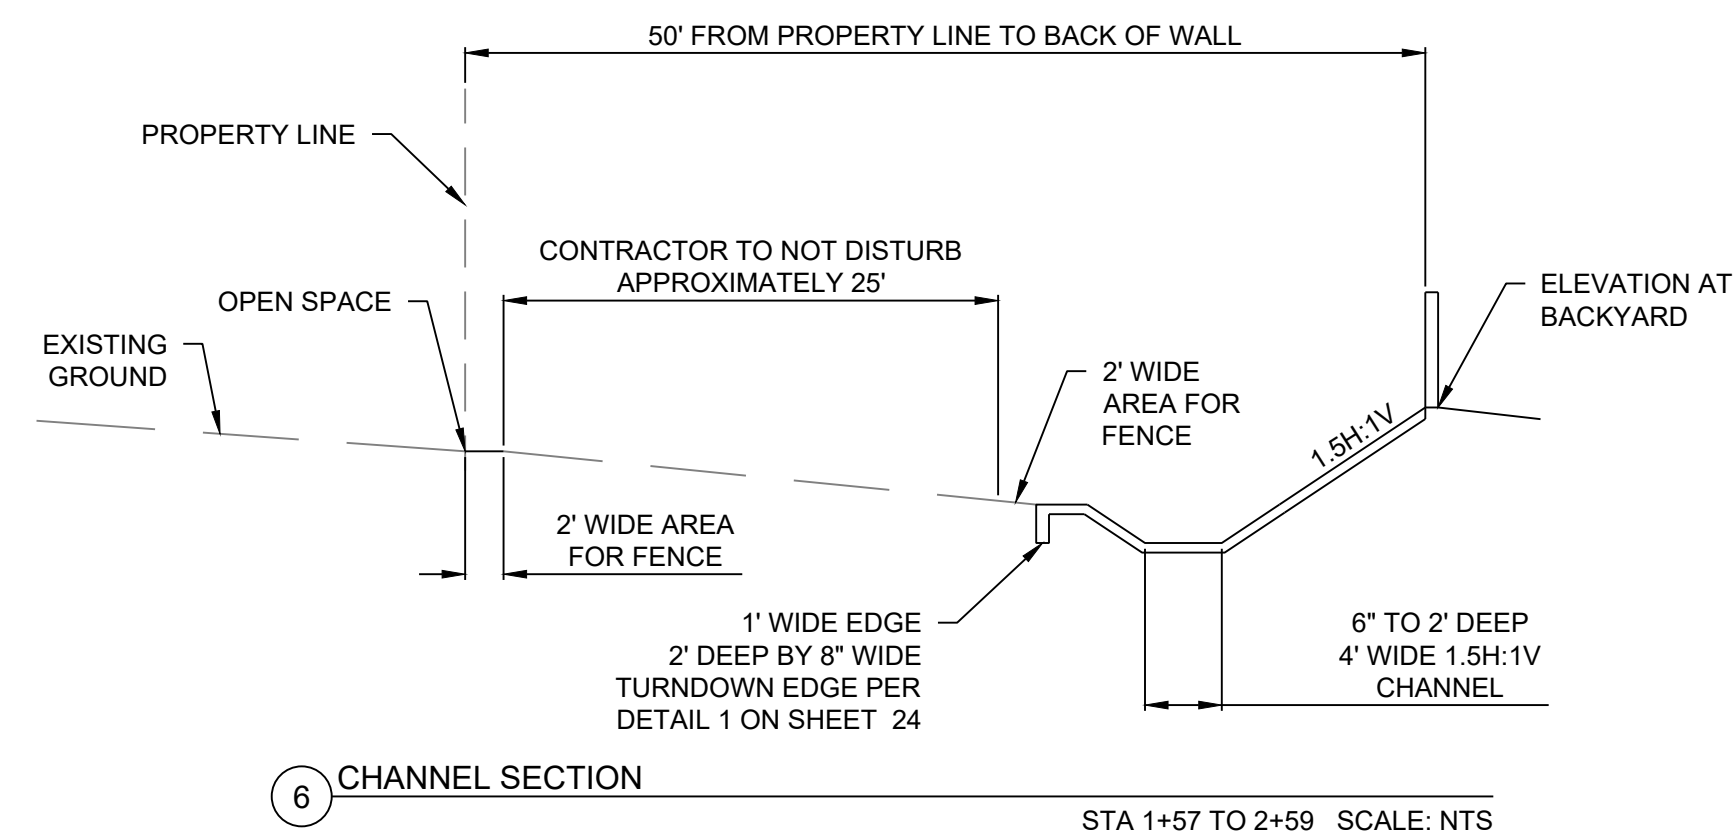 50' FROM PROPERTY LINE TO BACK OF WALL
PROPERTY LINE
CONTRACTOR TO NOT DISTURB
APPROXIMATELY 25'
OPEN SPACE
ELEVATION AT
BACKYARD
EXISTING
GROUND
2' WIDE
AREA FOR
FENCE
1.5H:1V
2' WIDE AREA
FOR FENCE
1' WIDE EDGE
2' DEEP BY 8" WIDE
TURNDOWN EDGE PER
DETAIL 1 ON SHEET 24
6" TO 2' DEEP
4' WIDE 1.5H:1V
CHANNEL
6 CHANNEL SECTION
STA 1+57 TO 2+59 SCALE: NTS